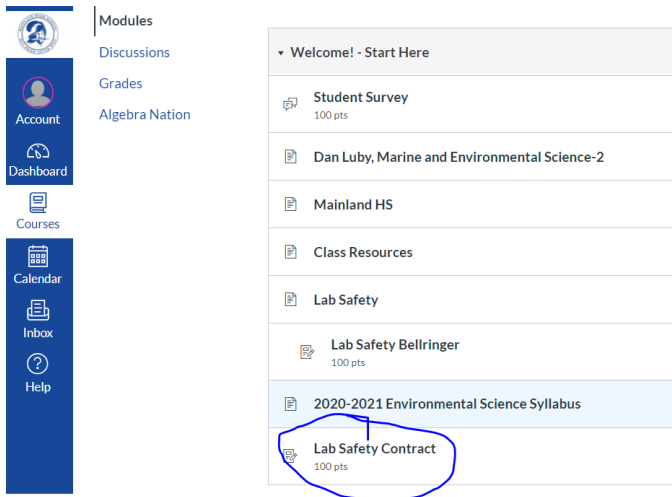 Modules
Discussions
Grades
Algebra Nation
Account
Dashboard
Courses
Calendar
Inbox
Help
Welcome! - Start Here
Student Survey
100 pts
Dan Luby, Marine and Environmental Science-2
Mainland HS
Class Resources
Lab Safety
Lab Safety Bellringer
100 pts
2020-2021 Environmental Science Syllabus
Lab Safety Contract
100 pts